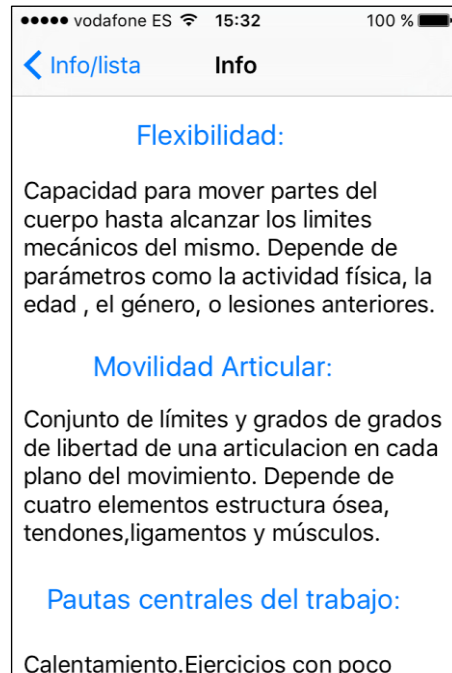 vodafone ES 15:32 100 %
Info/lista Info
Flexibilidad:
Capacidad para mover partes del
cuerpo hasta alcanzar los limites
mecánicos del mismo. Depende de
parámetros como la actividad física, la
edad , el género, o lesiones anteriores.
Movilidad Articular:
Conjunto de límites y grados de grados
de libertad de una articulacion en cada
plano del movimiento. Depende de
cuatro elementos estructura ósea,
tendones,ligamentos y músculos.
Pautas centrales del trabajo:
Calentamiento.Ejercicios con poco